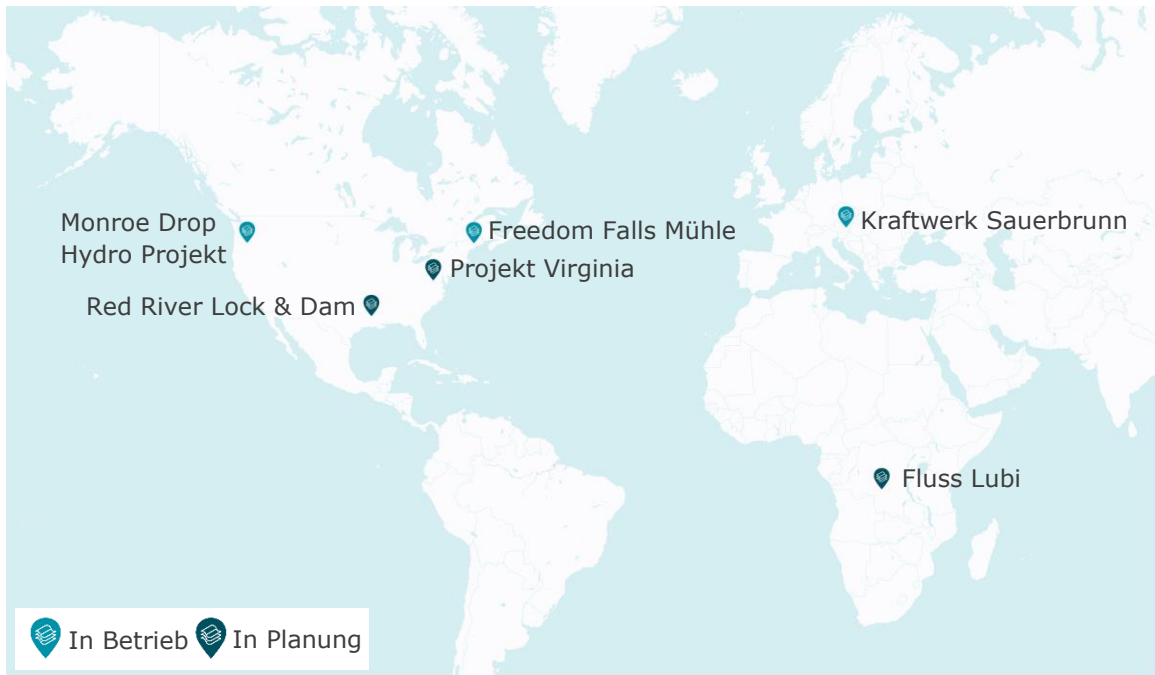 Monroe Drop
Hydro Projekt
Freedom Falls Mühle
Kraftwerk Sauerbrunn
Projekt Virginia
Red River Lock & Dam
Fluss Lubi
In Betrieb
In Planung